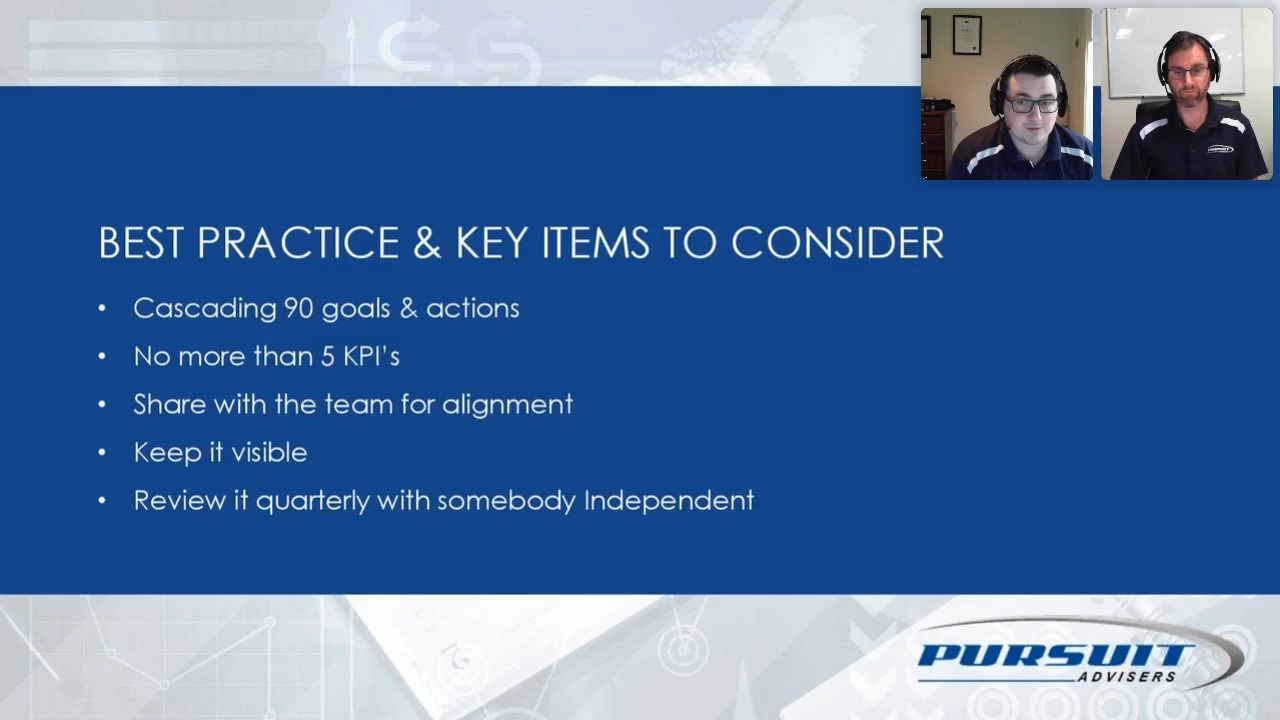 BEST PRACTICE & KEY ITEMS TO CONSIDER
• Cascading 90 goals & actions
• No more than 5 KPI's
• Share with the team for alignment
• Keep it visible
• Review it quarterly with somebody Independent
PURSUIT
PURSUIT
ADVISERS